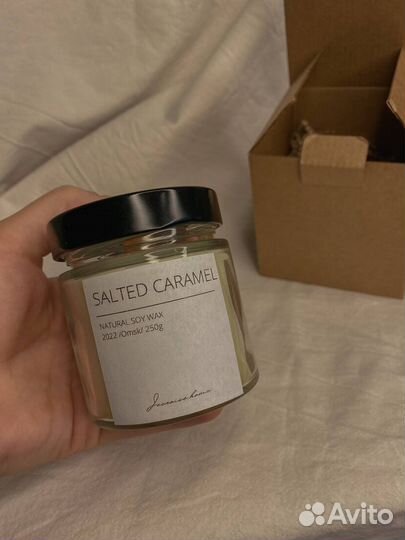 SALTED CARAMEL
NATURAL SOY WAX
2022 /Omsk/ 250g
Avito